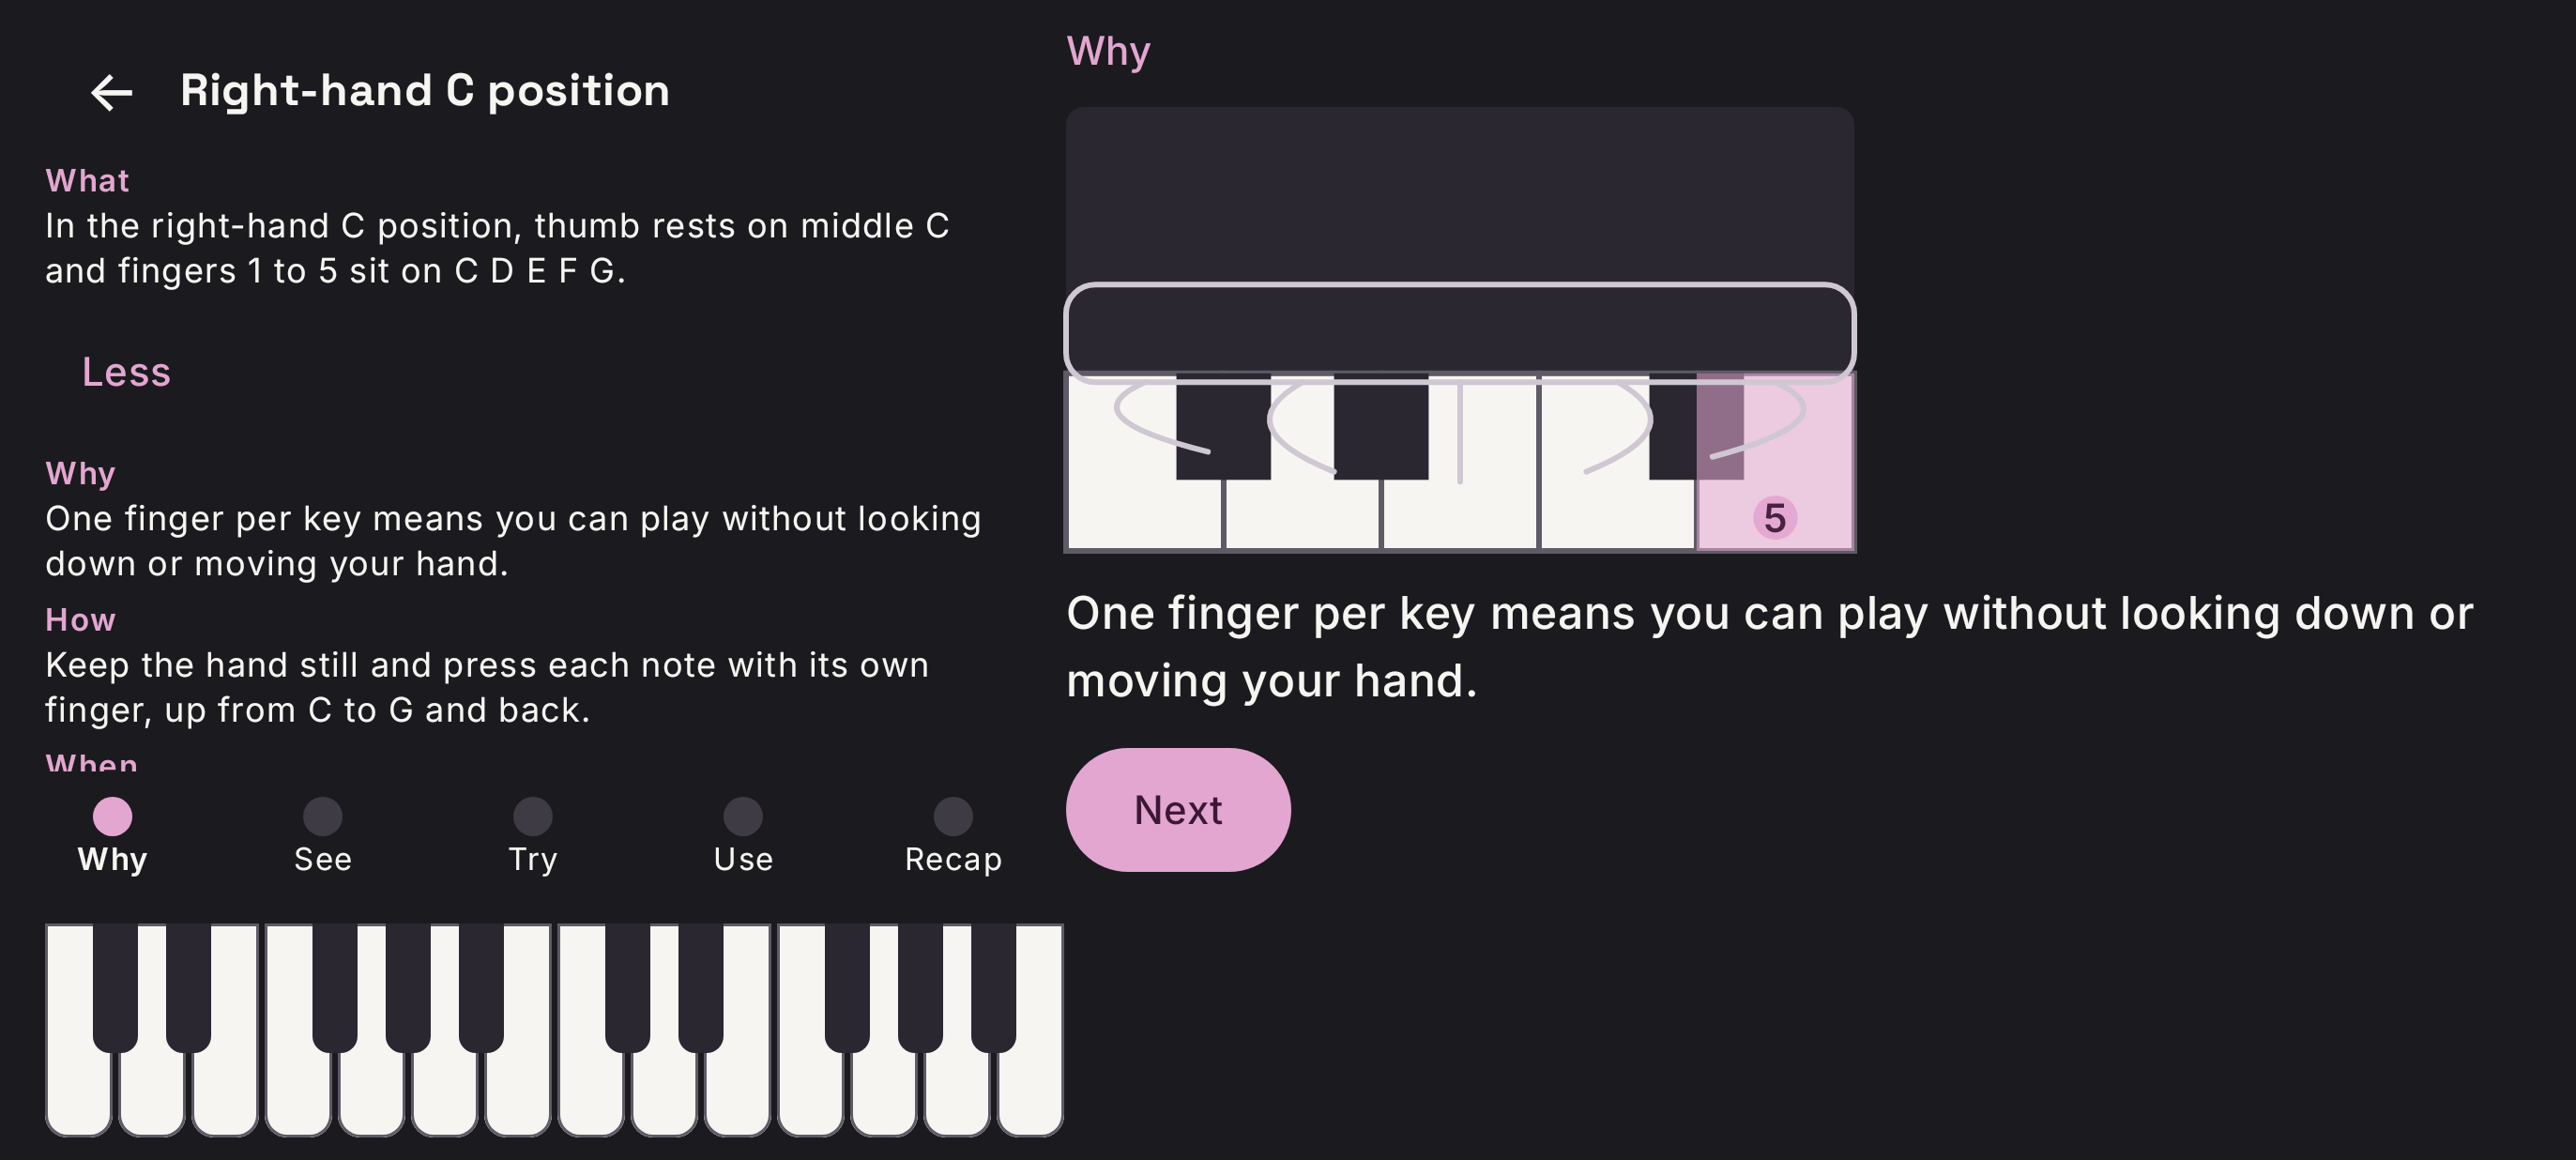 Right-hand C position
What
In the right-hand C position, thumb rests on middle C
and fingers 1 to 5 sit on C D E F G.
Less
Why
One finger per key means you can play without looking
down or moving your hand.
How
Keep the hand still and press each note with its own
finger, up from C to G and back.
When
Why
See
Try
Use
Recap
Why
5
One finger per key means you can play without looking down or
moving your hand.
Next